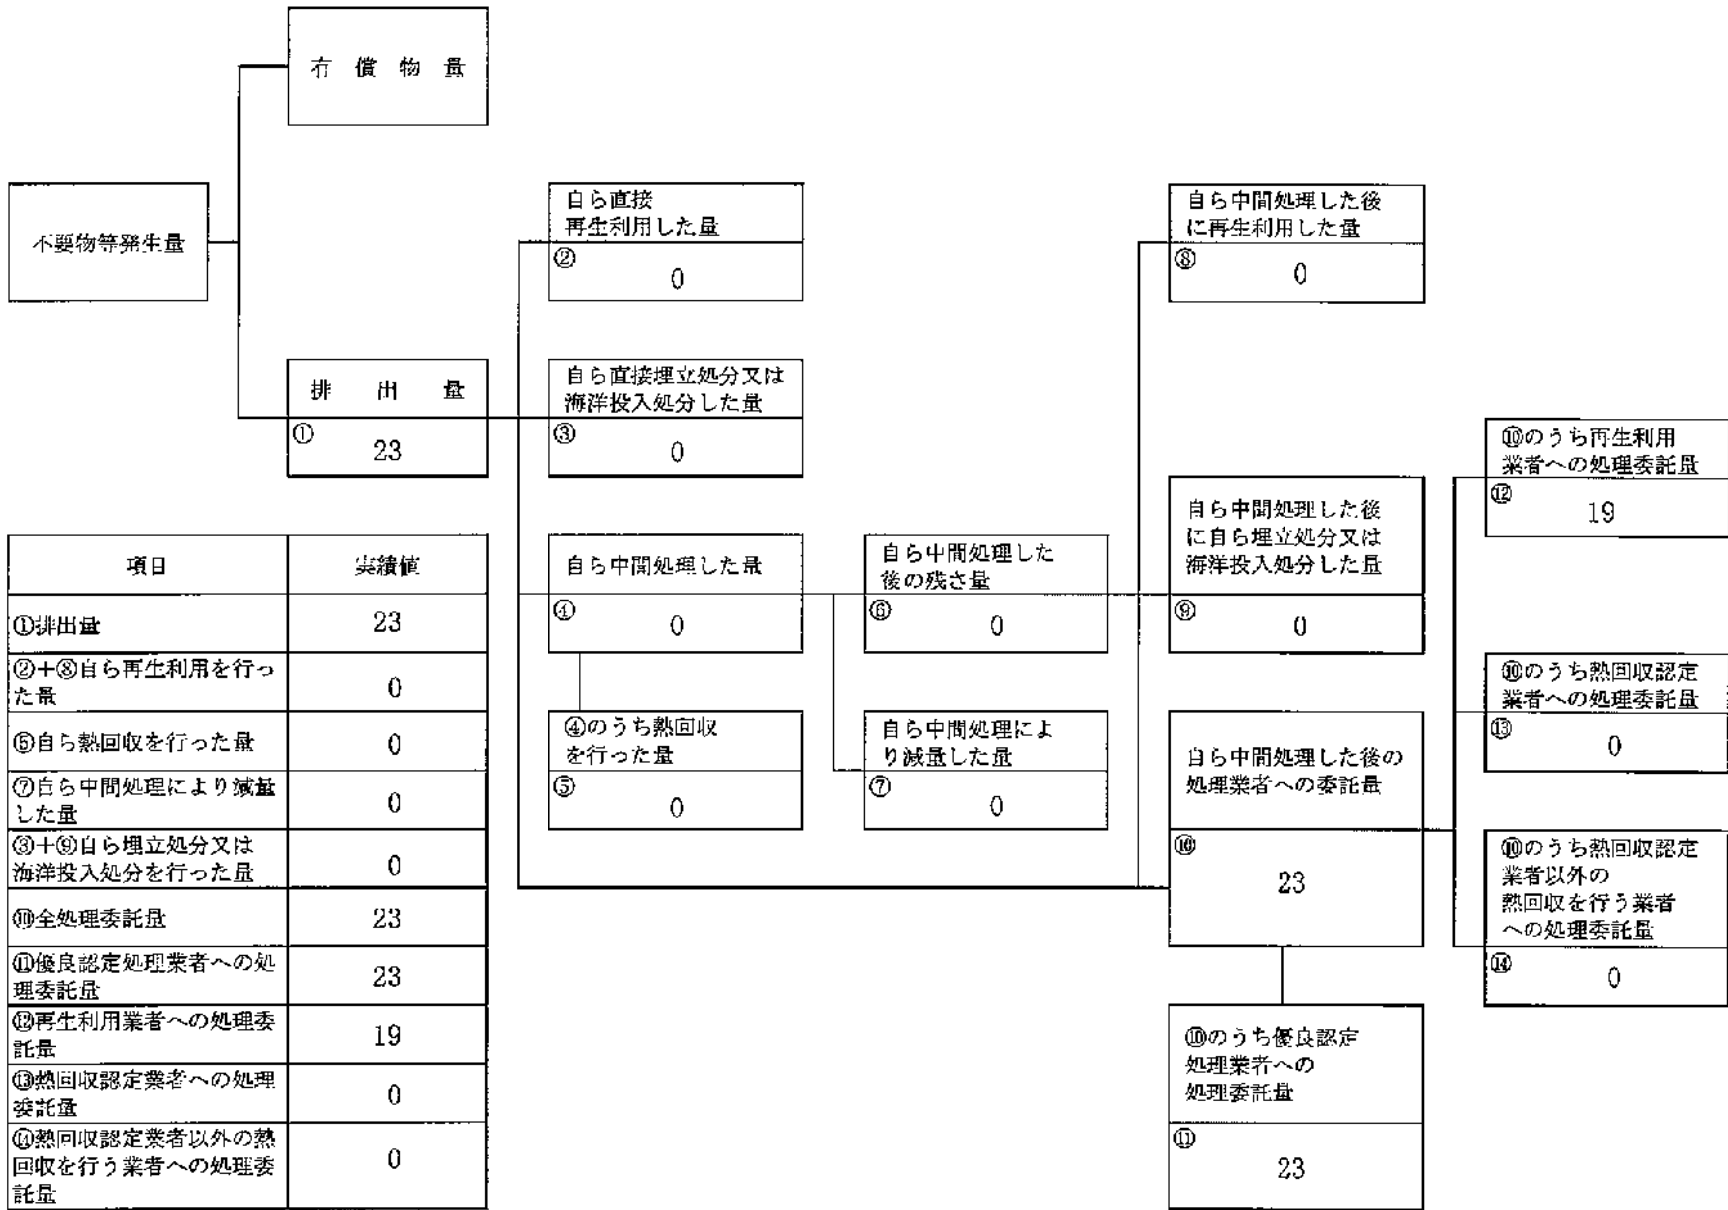 有償物量
不要物等発生量
自ら直接
再生利用した量
②
0
自ら中間処理した後
に再生利用した量
⑧
0
排出量
①
23
自ら直接埋立処分又は
海洋投入処分した量
③
0
⑩のうち再生利用
業者への処理委託量
⑫
19
自ら中間処理した量
④
0
自ら中間処理した
後の残さ量
⑥
0
自ら中間処理した後
に自ら埋立処分又は
海洋投入処分した量
⑨
0
⑩のうち熱回収認定
業者への処理委託量
⑬
0
④のうち熱回収
を行った量
⑤
0
自ら中間処理によ
り減量した量
⑦
0
自ら中間処理した後の
処理業者への委託量
⑩
23
⑩のうち熱回収認定
業者以外の
熱回収を行う業者
への処理委託量
⑭
0
⑩のうち優良認定
処理業者への
処理委託量
⑪
23
項目 実績値
①排出量 23
②+⑧自ら再生利用を行っ
た量 0
⑤自ら熱回収を行った量 0
⑦自ら中間処理により減量
した量 0
③+⑨自ら埋立処分又は
海洋投入処分を行った量 0
⑩全処理委託量 23
⑪優良認定処理業者への処
理委託量 23
⑫再生利用業者への処理委
託量 19
⑬熱回収認定業者への処理
委託量 0
⑭熱回収認定業者以外の熱
回収を行う業者への処理委
託量 0